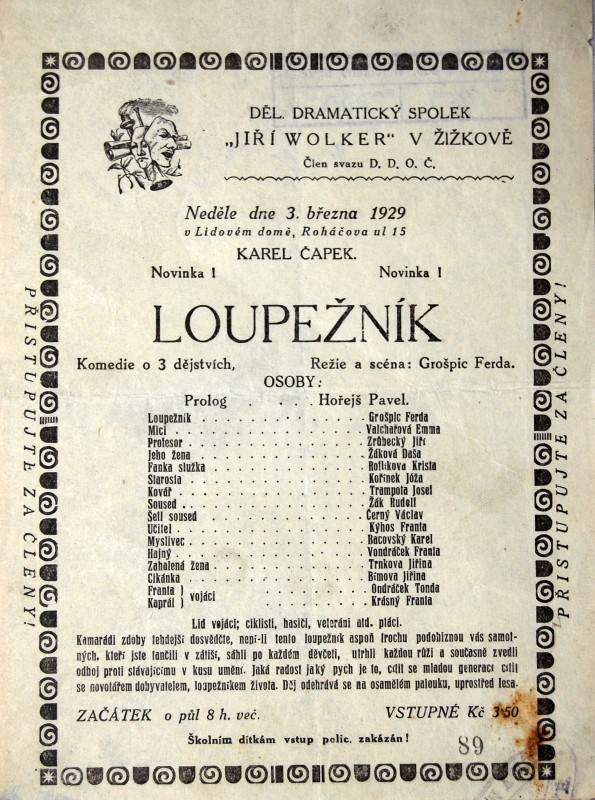 DĚL. DRAMATICKÝ SPOLEK
„JIŘÍ WOLKER" V ŽIŽKOVĚ
Člen svazu D. D. O. Č.
Neděle dne 3. března 1929
v Lidovém domě, Roháčova ul 15
KAREL ČAPEK.
Novinka ! Novinka !
LOUPEŽNÍK
Komedie o 3 dějstvích, Režie a scéna: Grošpic Ferda.
OSOBY:
Prolog . . . . Hořejš Pavel.
Loupežník . . . . . . . . . . . . Grošpic Ferda
Mici . . . . . . . . . . . . . . Valchařová Emma
Profesor . . . . . . . . . . . . Zrůbecký Jiří
Jeho žena . . . . . . . . . . . . Žáková Daša
Fanka služka . . . . . . . . . . . Roflíkova Krista
Starosta . . . . . . . . . . . . Kořínek Jóža
Kovář . . . . . . . . . . . . . Trampota Josef
Soused . . . . . . . . . . . . . Žák Rudolf
Šetl soused . . . . . . . . . . . Černý Václav
Učitel . . . . . . . . . . . . . Kýhos Franta
Myslivec . . . . . . . . . . . . Bacovský Karel
Hajný . . . . . . . . . . . . . Vondráček Franta
Zahalená žena . . . . . . . . . . Trnkova Jiřina
Cikánka . . . . . . . . . . . . Bímova Jiřina
Franta ) vojáci . . . . . . . . . Ondráček Tonda
Kaprál ) . . . . . . . . . Krásný Franta
Lid vojáci; ciklisti, hasiči, veteráni atd. ptáci.
Kamarádi zdoby tehdejší dosvědčte, není-li tento loupežník aspoň trochu podobiznou vás samot-
ných, kteří jste tančili v zátiší, sáhli po každém děvčeti, utrhli každou růži a současně zvedli
odboj proti stávajícímu v kusu umění. Jaká radost jaký pych je to, cítit se mladou generací cítit
se novotářem dobyvatelem, loupežníkem života. Děj odehrává se na osamělém palouku, uprostřed lesa.
ZAČÁTEK o půl 8 h. več. VSTUPNÉ Kč 3·50
Školním dítkám vstup polic. zakázán!
89
PŘISTUPUJTE ZA ČLENY!
PŘISTUPUJTE ZA ČLENY!